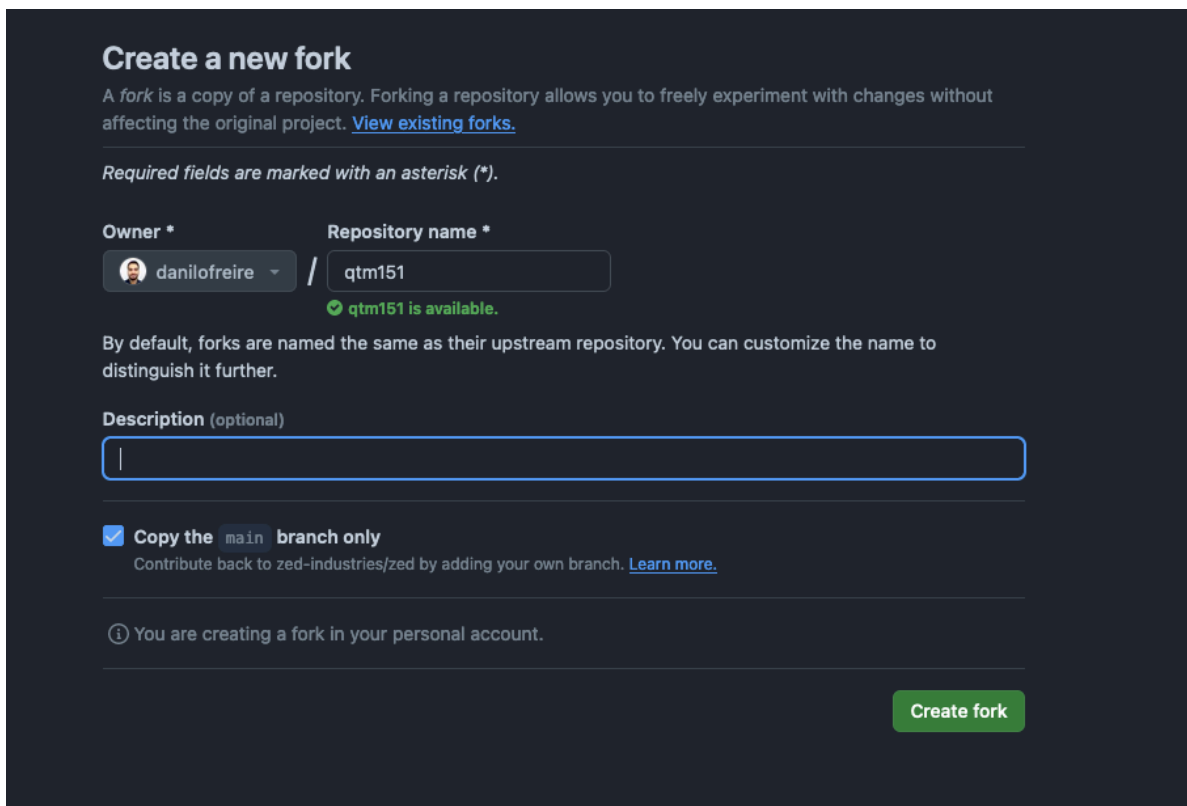 Create a new fork
A fork is a copy of a repository. Forking a repository allows you to freely experiment with changes without
affecting the original project. View existing forks.
Required fields are marked with an asterisk (*).
Owner * Repository name *
danilofreire / qtm151
qtm151 is available.
By default, forks are named the same as their upstream repository. You can customize the name to
distinguish it further.
Description (optional)
Copy the main branch only
Contribute back to zed-industries/zed by adding your own branch. Learn more.
You are creating a fork in your personal account.
Create fork